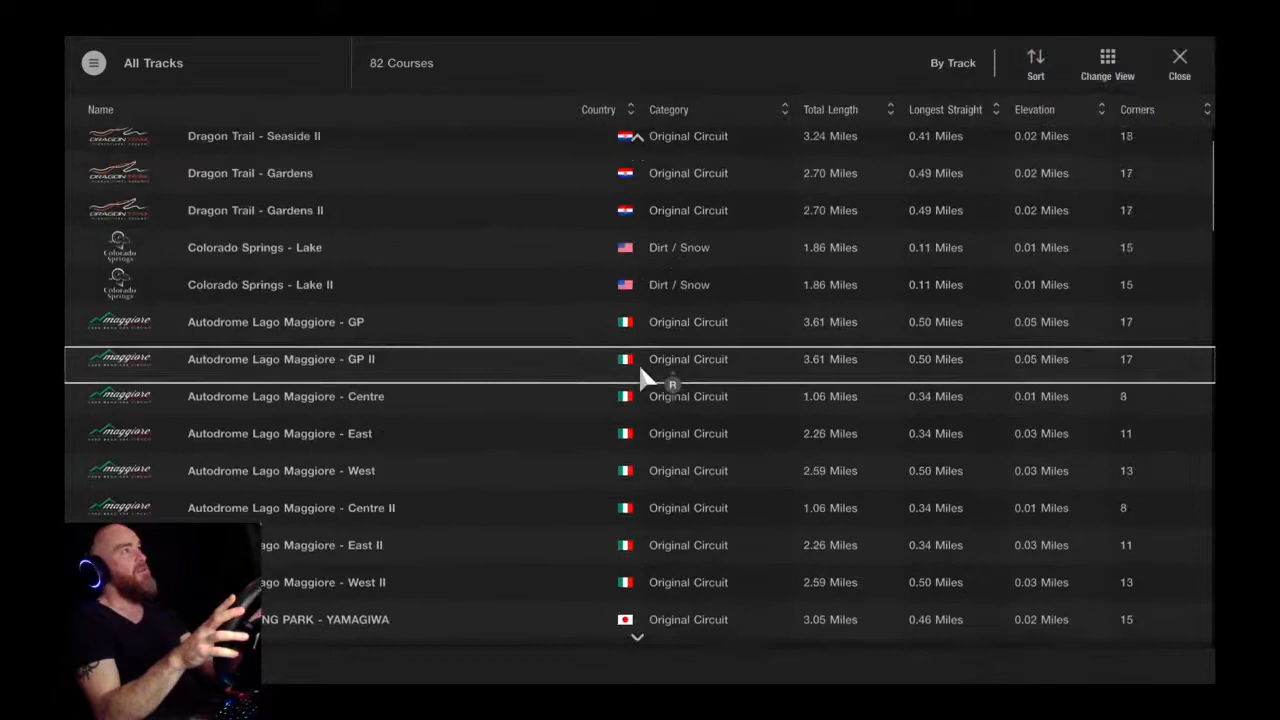 All Tracks 82 Courses By Track Sort Change View Close
Name Country Category Total Length Longest Straight Elevation Corners
Dragon Trail - Seaside II Original Circuit 3.24 Miles 0.41 Miles 0.02 Miles 18
Dragon Trail - Gardens Original Circuit 2.70 Miles 0.49 Miles 0.02 Miles 17
Dragon Trail - Gardens II Original Circuit 2.70 Miles 0.49 Miles 0.02 Miles 17
Colorado Springs Colorado Springs - Lake Dirt / Snow 1.86 Miles 0.11 Miles 0.01 Miles 15
Colorado Springs Colorado Springs - Lake II Dirt / Snow 1.86 Miles 0.11 Miles 0.01 Miles 15
maggiore Autodrome Lago Maggiore - GP Original Circuit 3.61 Miles 0.50 Miles 0.05 Miles 17
maggiore Autodrome Lago Maggiore - GP II Original Circuit 3.61 Miles 0.50 Miles 0.05 Miles 17
R
maggiore Autodrome Lago Maggiore - Centre Original Circuit 1.06 Miles 0.34 Miles 0.01 Miles 8
maggiore Autodrome Lago Maggiore - East Original Circuit 2.26 Miles 0.34 Miles 0.03 Miles 11
maggiore Autodrome Lago Maggiore - West Original Circuit 2.59 Miles 0.50 Miles 0.03 Miles 13
maggiore Autodrome Lago Maggiore - Centre II Original Circuit 1.06 Miles 0.34 Miles 0.01 Miles 8
ago Maggiore - East II Original Circuit 2.26 Miles 0.34 Miles 0.03 Miles 11
ago Maggiore - West II Original Circuit 2.59 Miles 0.50 Miles 0.03 Miles 13
NG PARK - YAMAGIWA Original Circuit 3.05 Miles 0.46 Miles 0.02 Miles 15